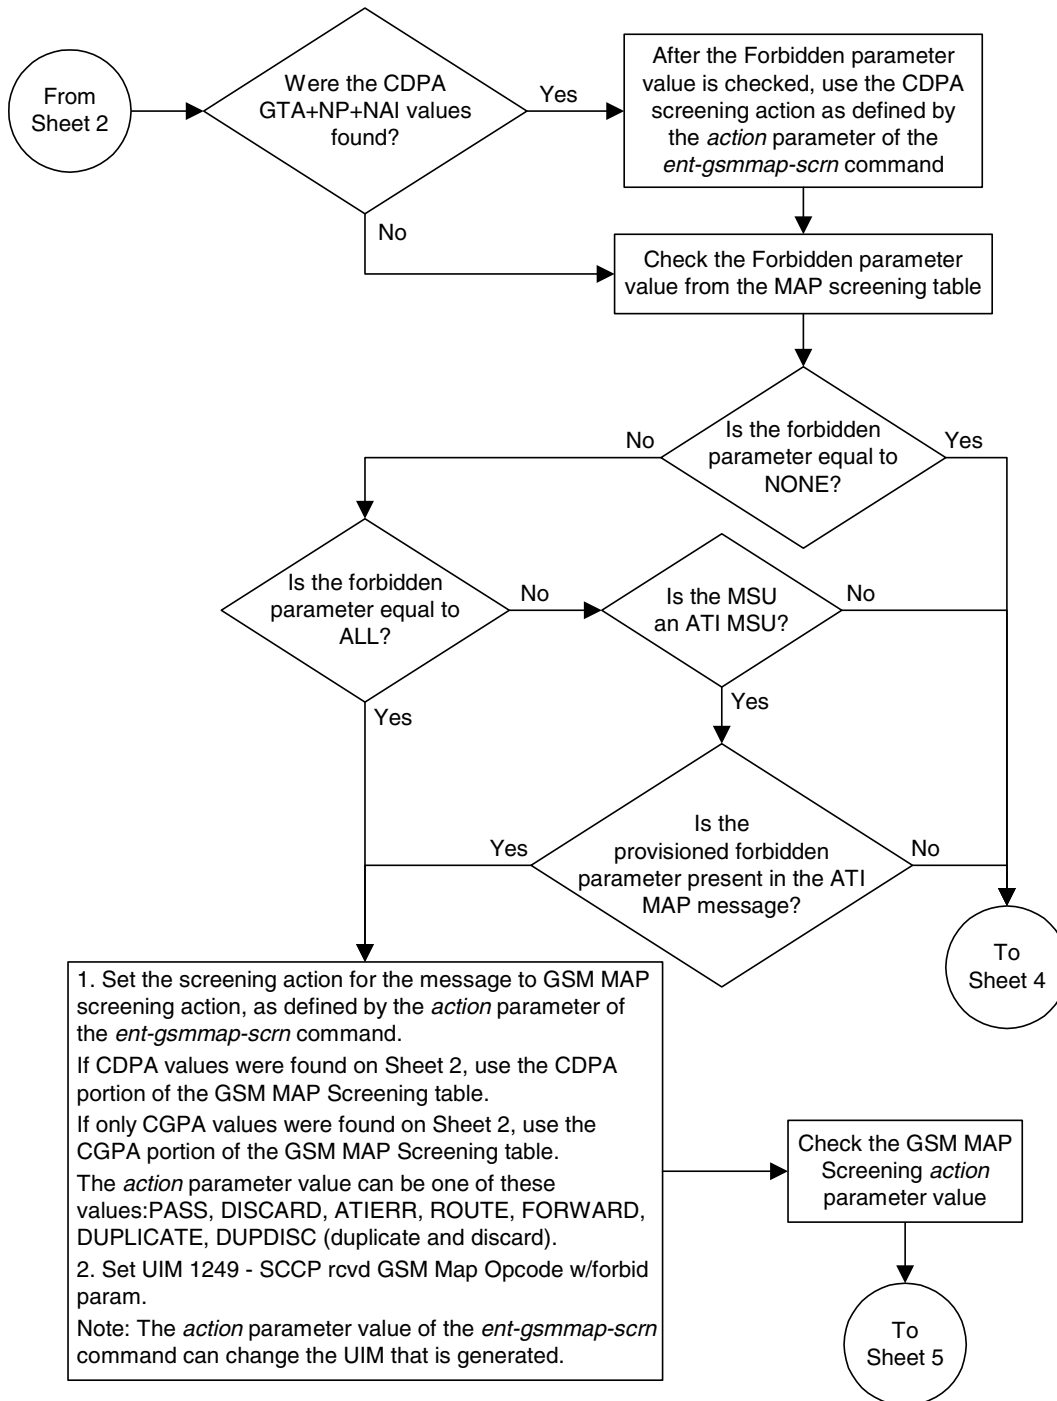 From
Sheet 2
Were the CDPA
GTA+NP+NAI values
found?
Yes
After the Forbidden parameter
value is checked, use the CDPA
screening action as defined by
the action parameter of the
ent-gsmmap-scrn command
No
Check the Forbidden parameter
value from the MAP screening table
Is the forbidden
parameter equal to
NONE?
No
Yes
Is the forbidden
parameter equal to
ALL?
No
Is the MSU
an ATI MSU?
No
Yes
Yes
Is the
provisioned forbidden
parameter present in the ATI
MAP message?
Yes
No
To
Sheet 4
1. Set the screening action for the message to GSM MAP
screening action, as defined by the action parameter of
the ent-gsmmap-scrn command.
If CDPA values were found on Sheet 2, use the CDPA
portion of the GSM MAP Screening table.
If only CGPA values were found on Sheet 2, use the
CGPA portion of the GSM MAP Screening table.
The action parameter value can be one of these
values:PASS, DISCARD, ATIERR, ROUTE, FORWARD,
DUPLICATE, DUPDISC (duplicate and discard).
2. Set UIM 1249 - SCCP rcvd GSM Map Opcode w/forbid
param.
Note: The action parameter value of the ent-gsmmap-scrn
command can change the UIM that is generated.
Check the GSM MAP
Screening action
parameter value
To
Sheet 5